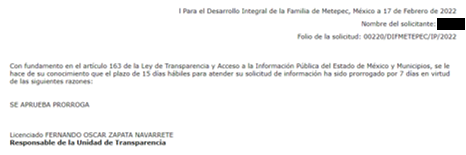 l Para el Desarrollo Integral de la Familia de Metepec, México a 17 de Febrero de 2022
Nombre del solicitante:
Folio de la solicitud: 00220/DIFMETEPEC/IP/2022
Con fundamento en el artículo 163 de la Ley de Transparencia y Acceso a la Información Pública del Estado de México y Municipios, se le
hace de su conocimiento que el plazo de 15 días hábiles para atender su solicitud de información ha sido prorrogado por 7 días en virtud
de las siguientes razones:
SE APRUEBA PRORROGA
Licenciado FERNANDO OSCAR ZAPATA NAVARRETE
Responsable de la Unidad de Transparencia